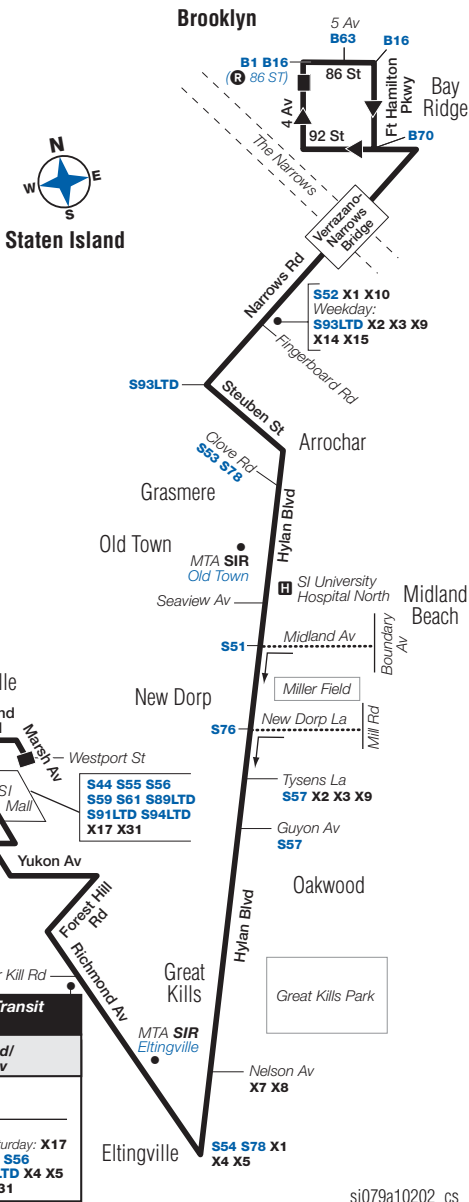 Brooklyn
5 Av
B63
B16
B1 B16
(R 86 ST)
86 St
4 Av
Ft Hamilton
Pkwy
Bay
Ridge
92 St
B70
The Narrows
N
W E
S
Staten Island
Verrazano-
Narrows
Bridge
Narrows Rd
S52 X1 X10
Weekday:
S93LTD X2 X3 X9
X14 X15
Fingerboard Rd
S93LTD
Steuben St
Arrochar
Clove Rd
S53 S78
Grasmere
Hylan Blvd
Old Town
MTA SIR
Old Town
H SI University
Hospital North
Seaview Av
Midland
Beach
S51
Midland Av
Boundary
Av
Miller Field
New Dorp
S76
New Dorp La
Mill Rd
lle
nd
Marsh Av
Westport St
SI
Mall
S44 S55 S56
S59 S61 S89LTD
S91LTD S94LTD
X17 X31
Tysens La
S57 X2 X3 X9
Guyon Av
S57
Yukon Av
Oakwood
Forest Hill
Rd
Hylan Blvd
Richmond Av
r Kill Rd
Great
Kills
Great Kills Park
Transit
d/
v
MTA SIR
Eltingville
Nelson Av
X7 X8
turday: X17
S56
LTD X4 X5
31
Eltingville
S54 S78 X1
X4 X5
si079a10202_cs